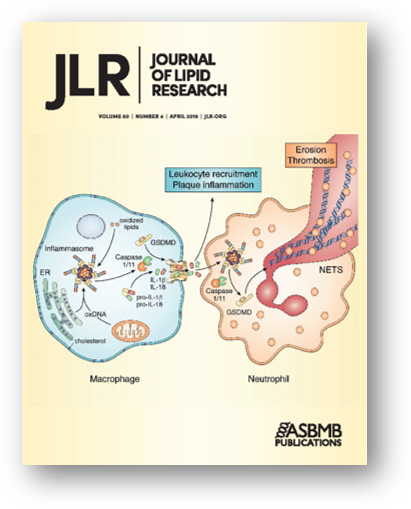 JLR
JOURNAL
OF LIPID
RESEARCH
VOLUME 60 | NUMBER 4 | APRIL 2019 | JLR.ORG
Erosion
Thrombosis
Leukocyte recruitment
Plaque inflammation
oxidized
lipids
GSDMD
Inflammasome
Caspase
1/11
IL-1β
IL-18
NETS
ER
Caspase
1/11
pro-IL-1β
pro-IL-18
GSDMD
oxDNA
cholesterol
Macrophage
Neutrophil
ASBMB
PUBLICATIONS